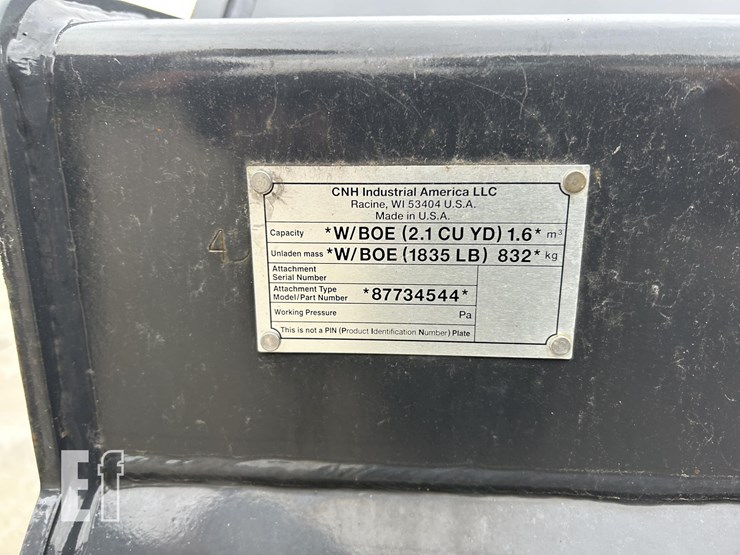 CNH Industrial America LLC
Racine, WI 53404 U.S.A.
Made in U.S.A.
Capacity *W/BOE (2.1 CU YD) 1.6* m³
Unladen mass *W/BOE (1835 LB) 832* kg
Attachment
Serial Number
Attachment Type
Model/Part Number *87734544*
Working Pressure Pa
This is not a PIN (Product Identification Number) Plate
4
Ef